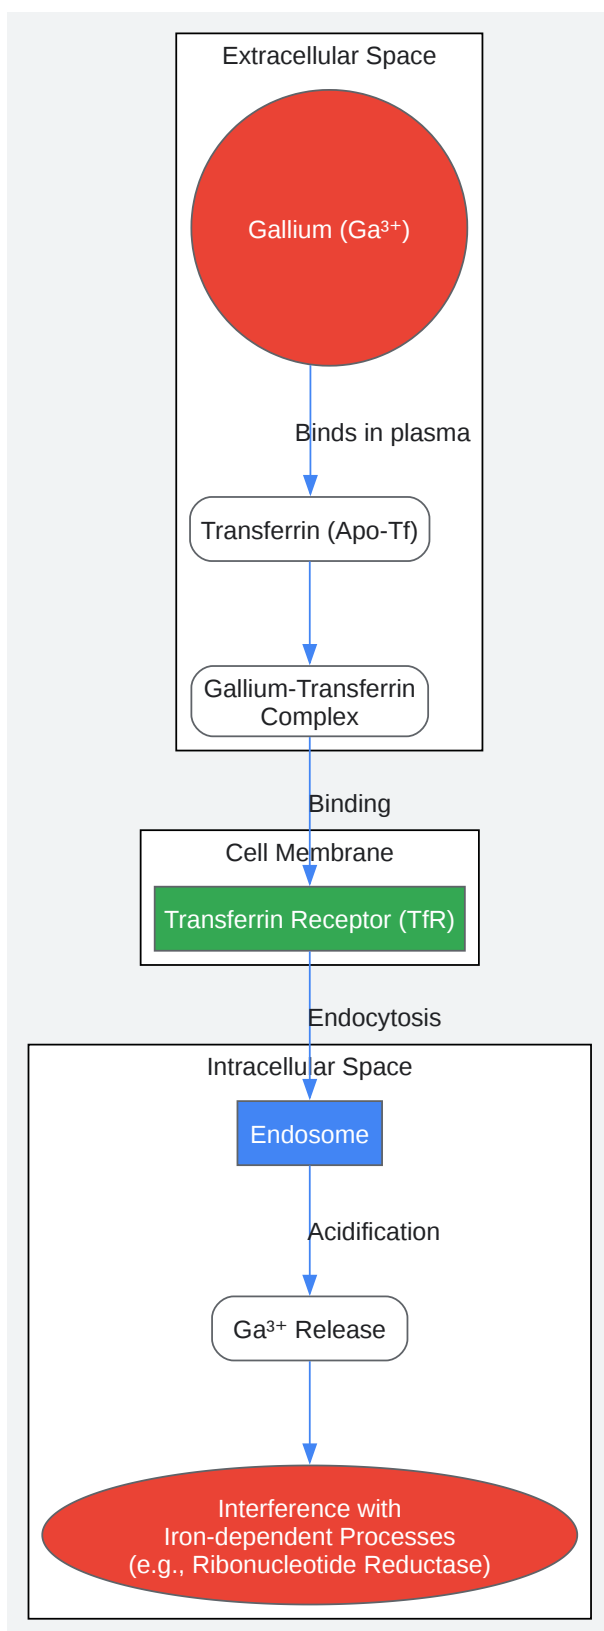 Extracellular Space
Gallium (Ga³⁺)
Binds in plasma
Transferrin (Apo-Tf)
Gallium-Transferrin
Complex
Binding
Cell Membrane
Transferrin Receptor (TfR)
Endocytosis
Intracellular Space
Endosome
Acidification
Ga³⁺ Release
Interference with
Iron-dependent Processes
(e.g., Ribonucleotide Reductase)